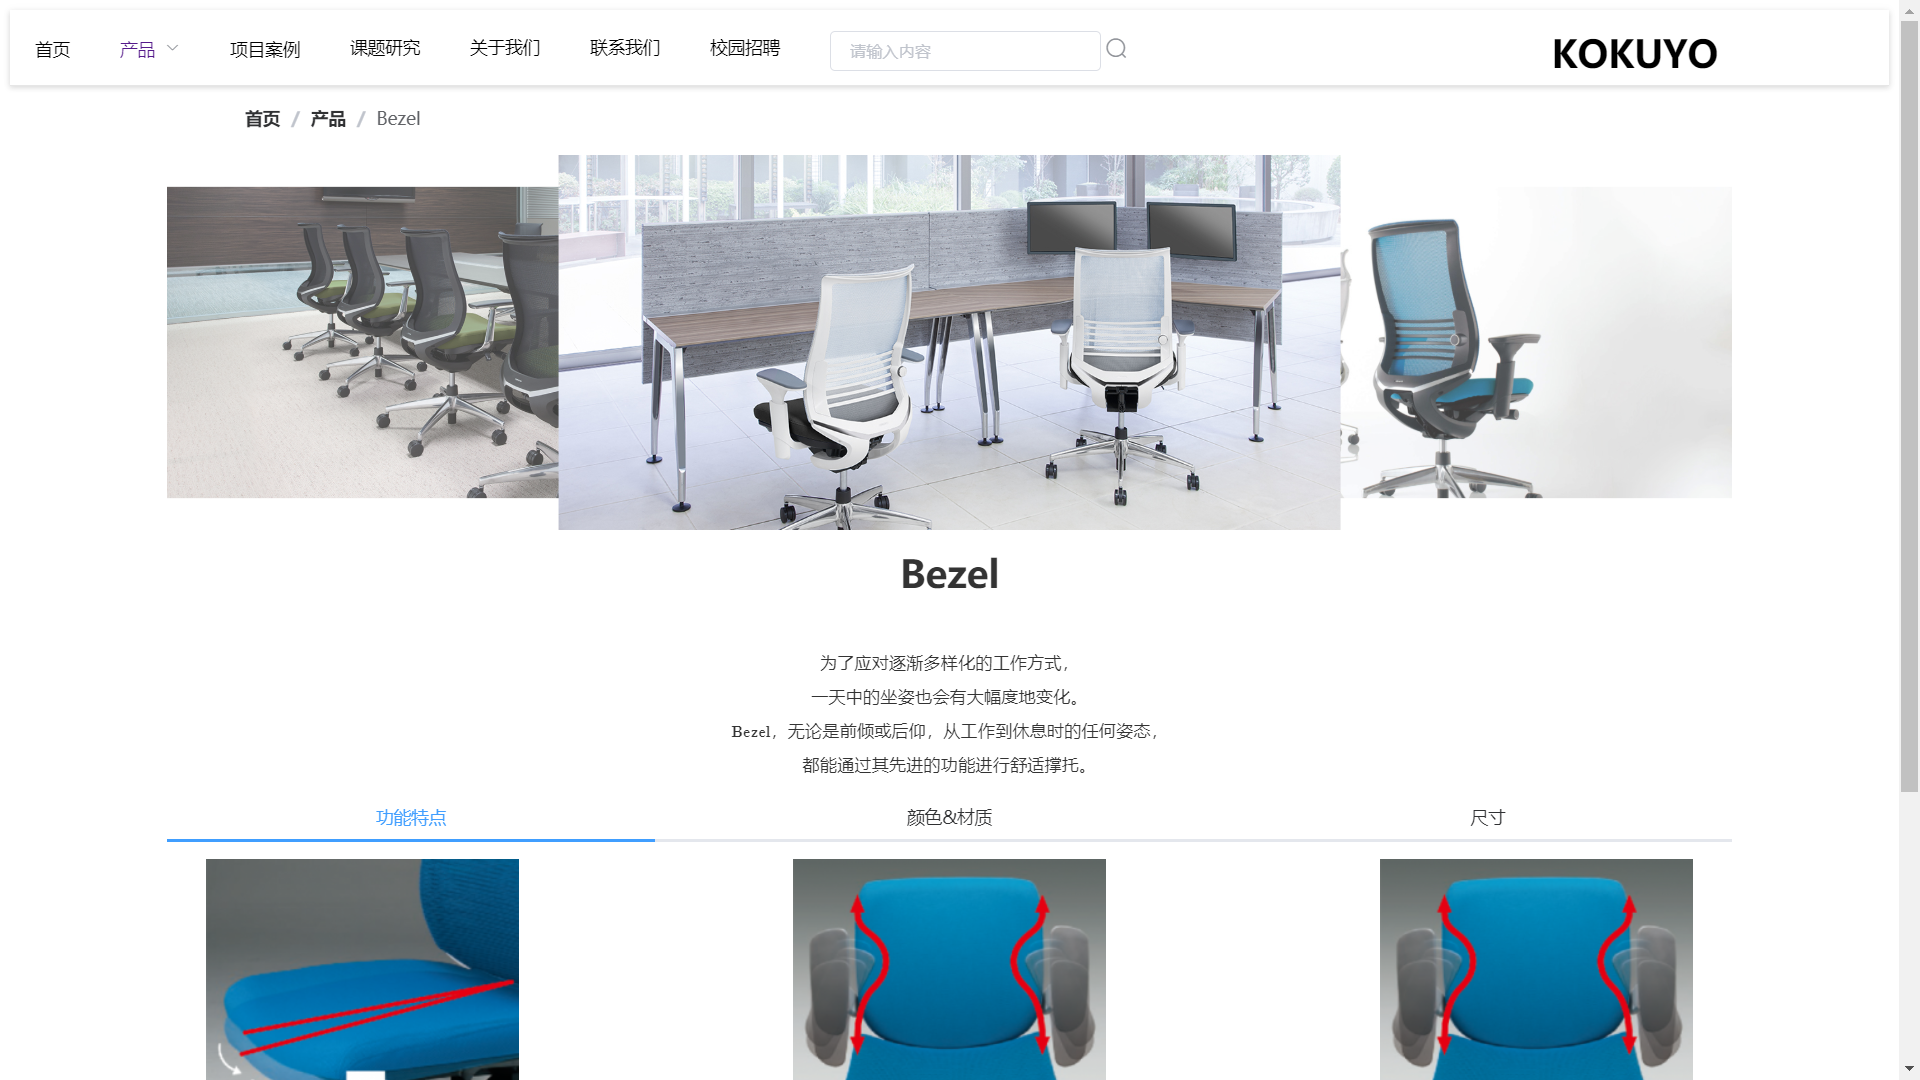 首页
产品
项目案例
课题研究
关于我们
联系我们
校园招聘
请输入内容
KOKUYO
首页 / 产品 / Bezel
Bezel
为了应对逐渐多样化的工作方式，
一天中的坐姿也会有大幅度地变化。
Bezel，无论是前倾或后仰，从工作到休息时的任何姿态，
都能通过其先进的功能进行舒适撑托。
功能特点
颜色&材质
尺寸